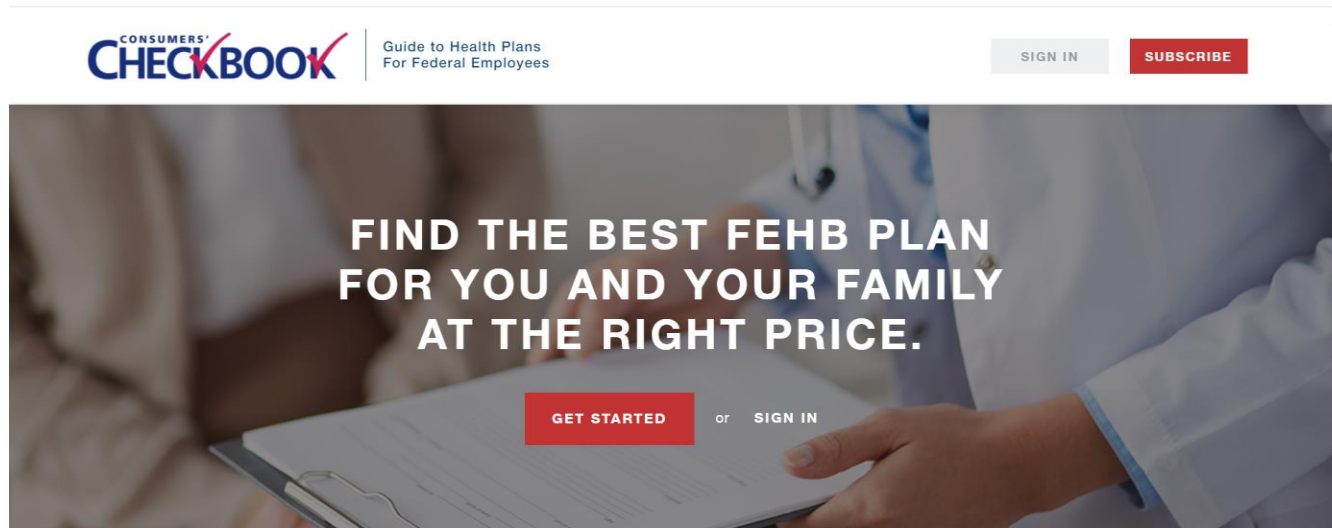 CONSUMERS'
CHECKBOOK
Guide to Health Plans
For Federal Employees
SIGN IN
SUBSCRIBE
FIND THE BEST FEHB PLAN
FOR YOU AND YOUR FAMILY
AT THE RIGHT PRICE.
GET STARTED or SIGN IN